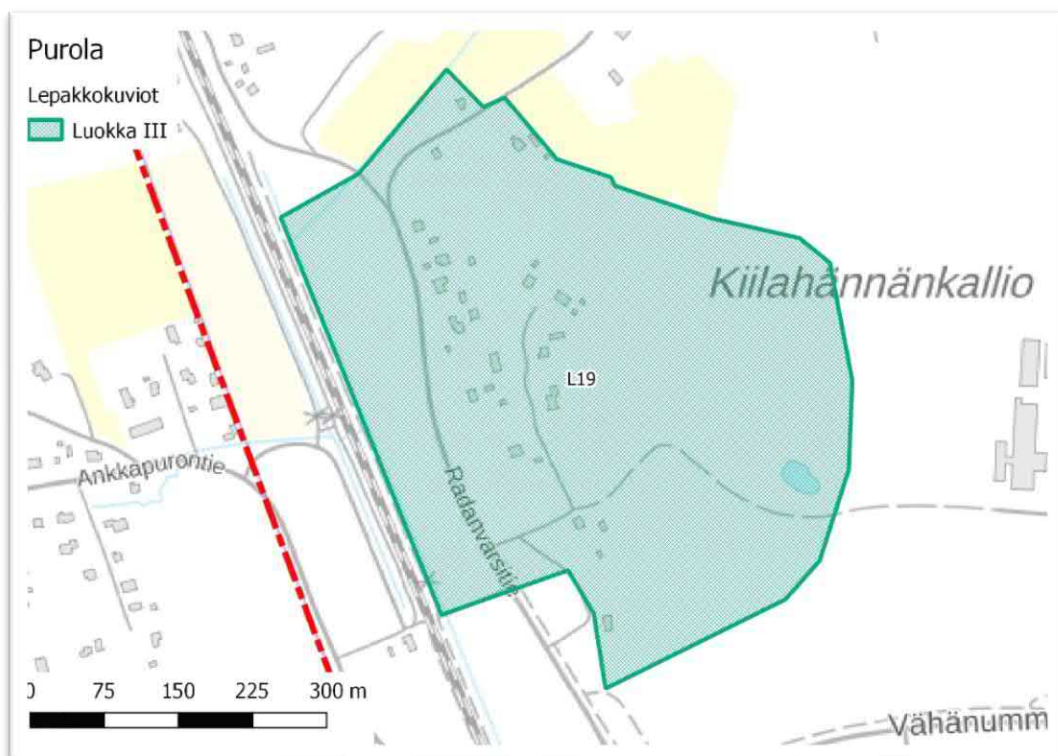 Purola
Lepakkokuviot
Luokka III
Kiilahännänkallio
L19
Ankkapurontie
Radanvarsitie
0 75 150 225 300 m
Vähänumm